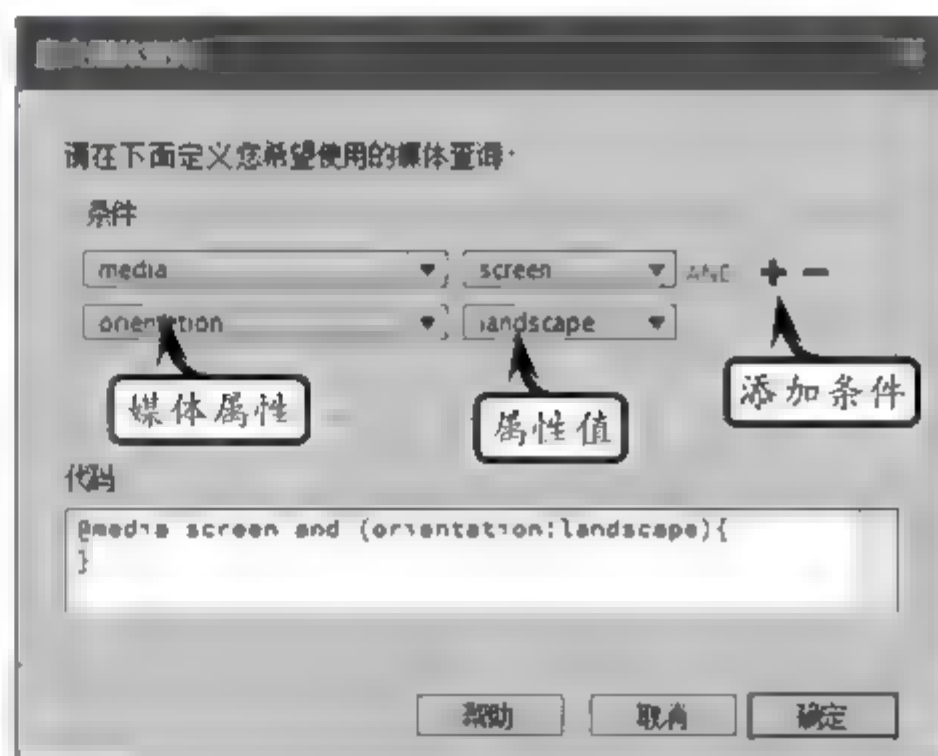 请在下面定义您希望使用的媒体查询：
条件
media screen AND + −
orientation landscape
媒体属性 属性值 添加条件
代码
@media screen and (orientation:landscape){
}
帮助 取消 确定